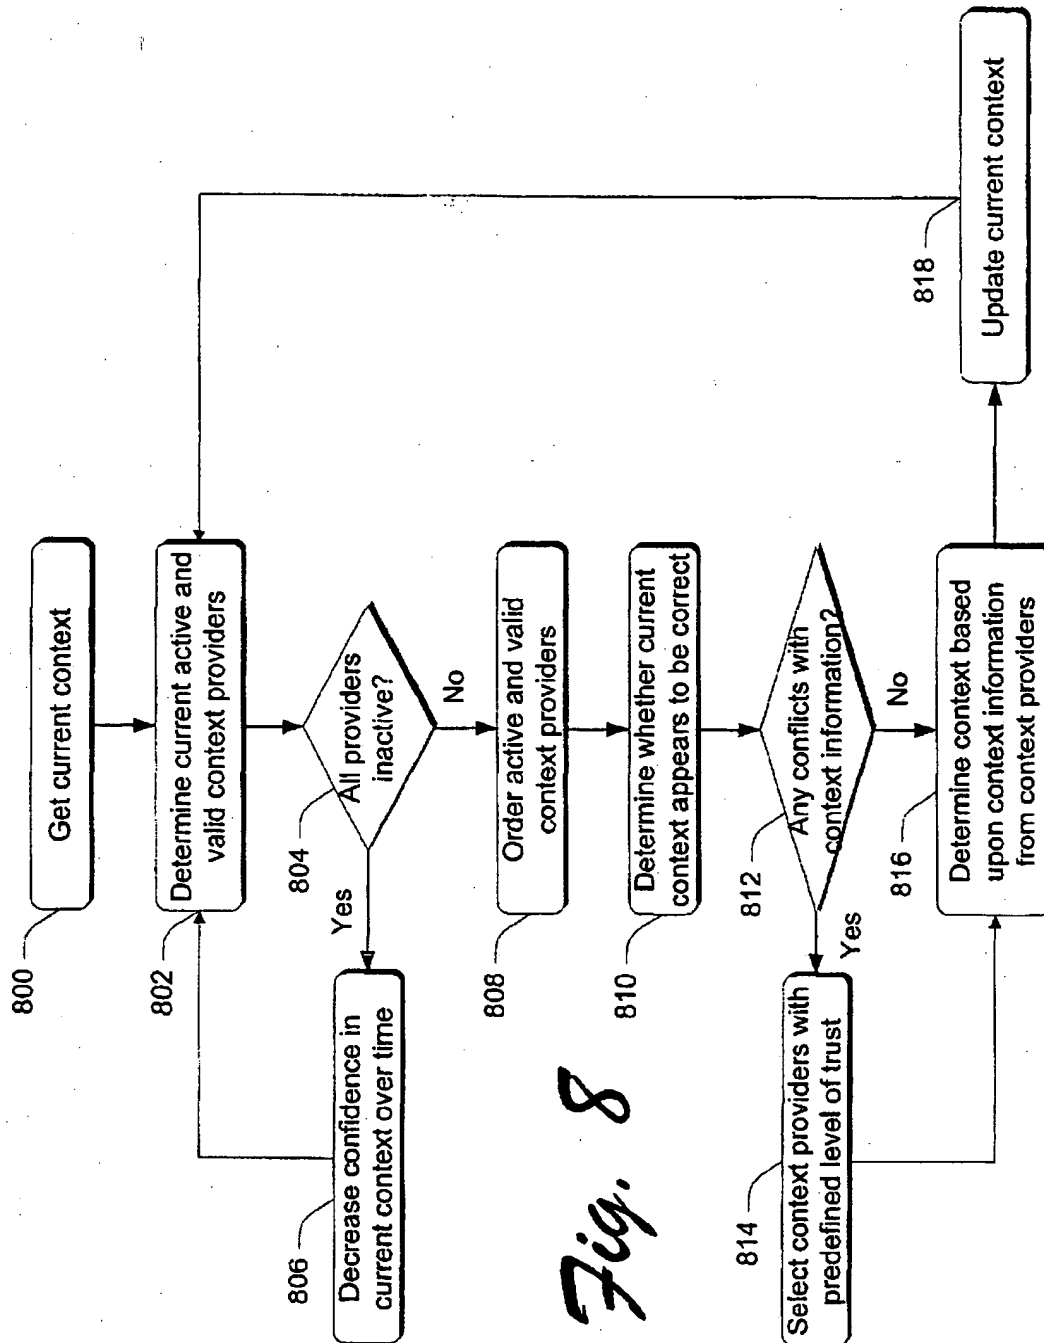 800
Get current context
802
Determine current active and
valid context providers
804
All providers
inactive?
Yes
No
806
Decrease confidence in
current context over time
808
Order active and valid
context providers
810
Determine whether current
context appears to be correct
812
Any conflicts with
context information?
Yes
No
814
Select context providers with
predefined level of trust
816
Determine context based
upon context information
from context providers
818
Update current context
Fig. 8